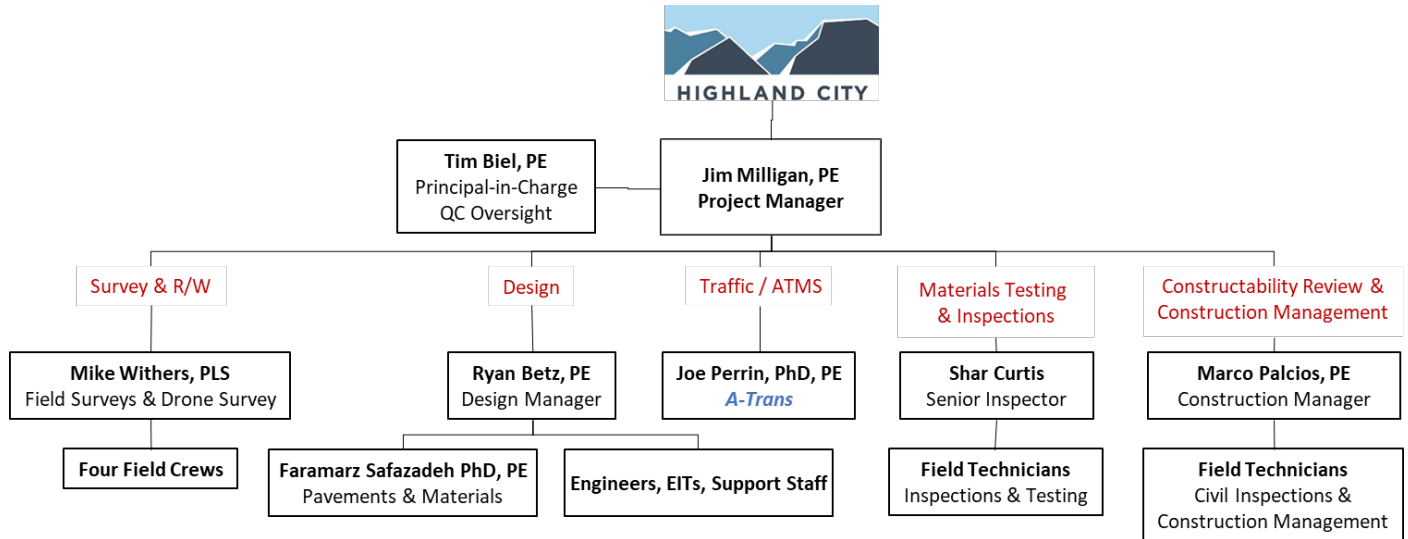 HIGHLAND CITY
Tim Biel, PE
Principal-in-Charge
QC Oversight
Jim Milligan, PE
Project Manager
Survey & R/W
Design
Traffic / ATMS
Materials Testing
& Inspections
Constructability Review &
Construction Management
Mike Withers, PLS
Field Surveys & Drone Survey
Ryan Betz, PE
Design Manager
Joe Perrin, PhD, PE
A-Trans
Shar Curtis
Senior Inspector
Marco Palcios, PE
Construction Manager
Four Field Crews
Faramarz Safazadeh PhD, PE
Pavements & Materials
Engineers, EITs, Support Staff
Field Technicians
Inspections & Testing
Field Technicians
Civil Inspections &
Construction Management